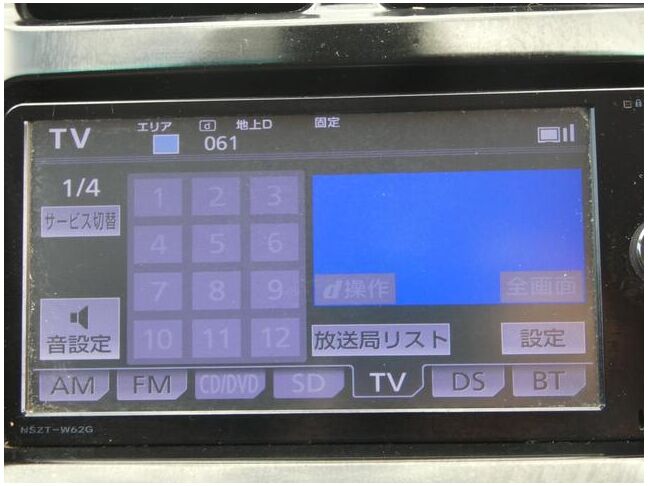 TV
エリア
d 地上D
061
固定
1/4
サービス切替
1 2 3
4 5 6
7 8 9
10 11 12
d操作
全画面
音設定
放送局リスト
設定
AM FM CD/DVD SD TV DS BT
NSZT-W62G